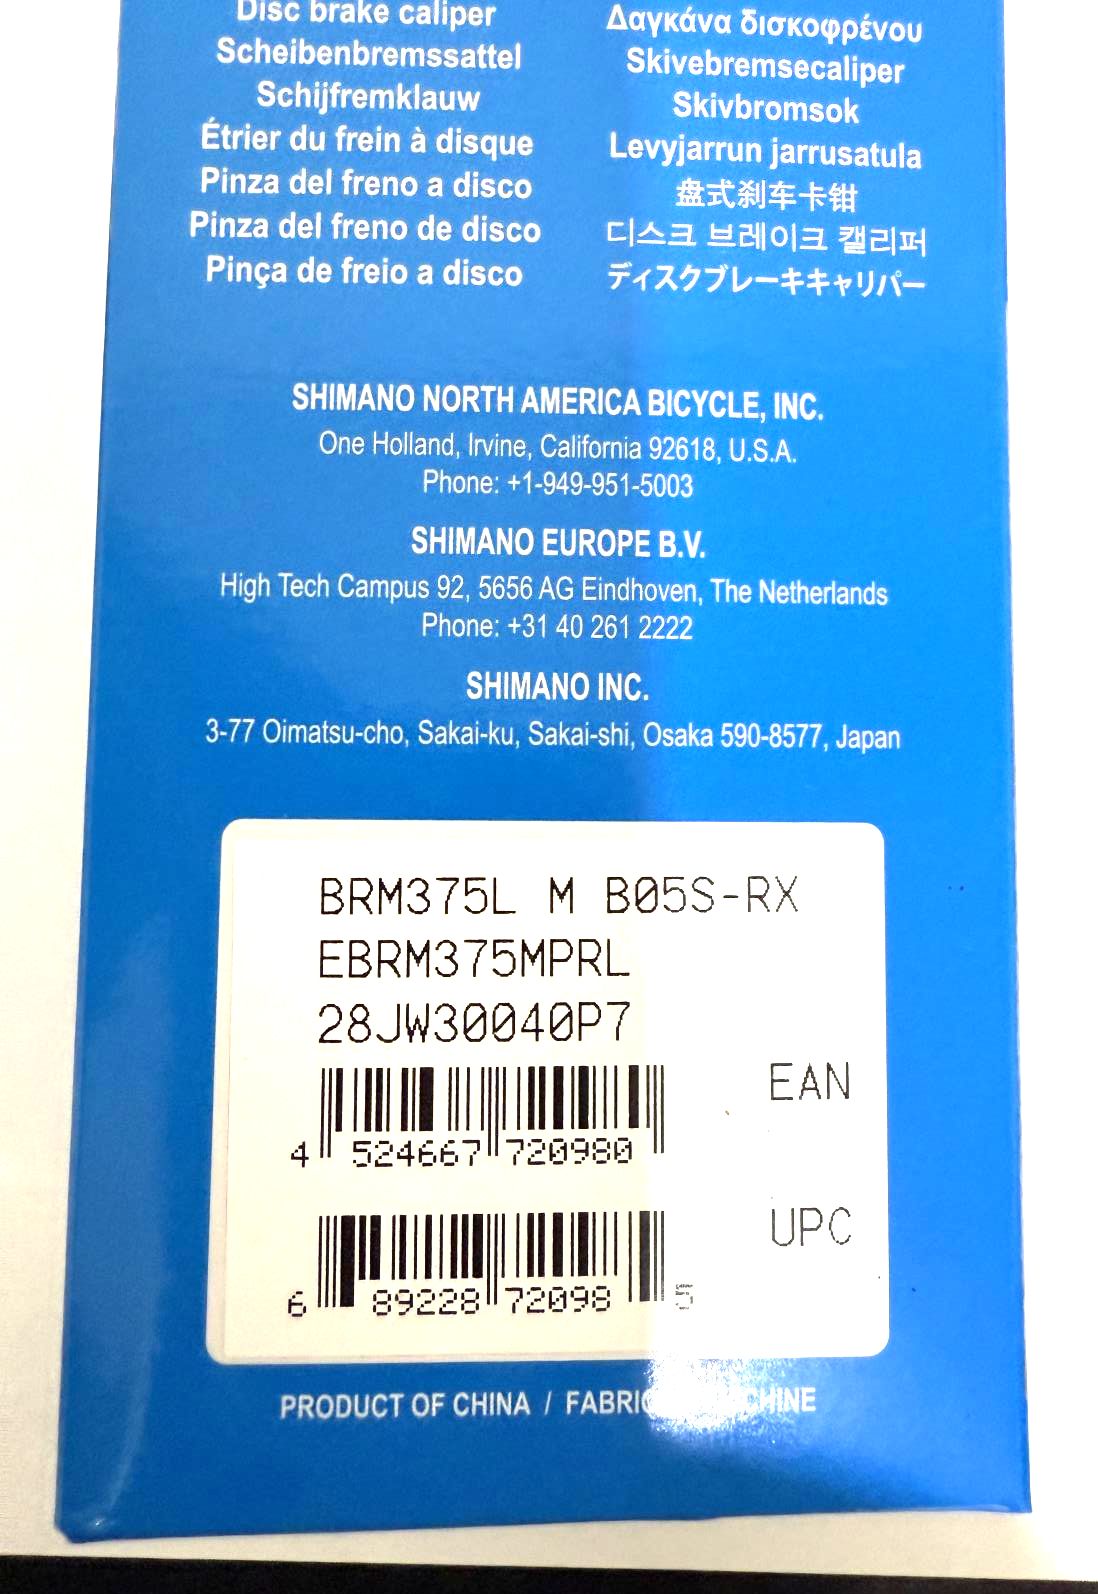 Disc brake caliper
Scheibenbremssattel
Schijfremklauw
Étrier du frein à disque
Pinza del freno a disco
Pinza del freno de disco
Pinça de freio a disco
Δαγκάνα δισκοφρένου
Skivebremsecaliper
Skivbromsok
Levyjarrun jarrusatula
盘式刹车卡钳
디스크 브레이크 캘리퍼
ディスクブレーキキャリパー
SHIMANO NORTH AMERICA BICYCLE, INC.
One Holland, Irvine, California 92618, U.S.A.
Phone: +1-949-951-5003
SHIMANO EUROPE B.V.
High Tech Campus 92, 5656 AG Eindhoven, The Netherlands
Phone: +31 40 261 2222
SHIMANO INC.
3-77 Oimatsu-cho, Sakai-ku, Sakai-shi, Osaka 590-8577, Japan
BRM375L M B05S-RX
EBRM375MPRL
28JW30040P7
EAN
4 524667 720980
UPC
6 89228 72098 5
PRODUCT OF CHINA /